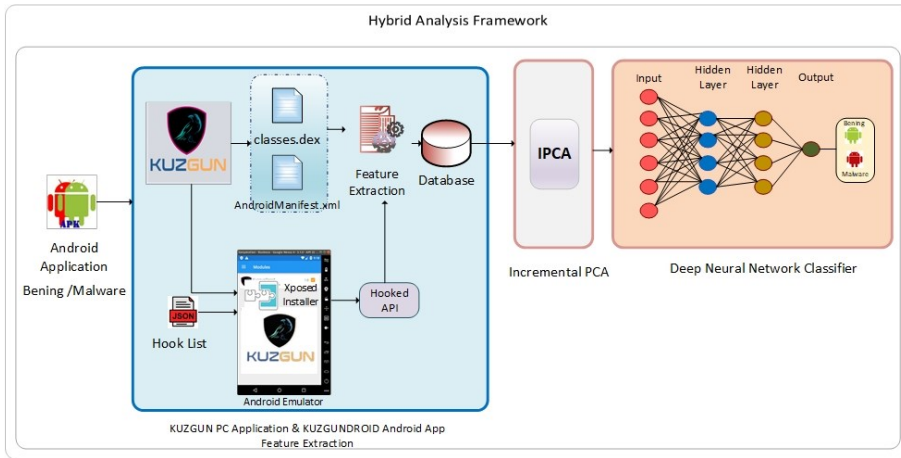 Hybrid Analysis Framework
APK
Android
Application
Bening /Malware
KUZGUN
classes.dex
AndroidManifest.xml
Feature
Extraction
Database
JSON
Hook List
Modules
Xposed
Installer
KUZGUN
Android Emulator
Hooked
API
KUZGUN PC Application & KUZGUNDROID Android App
Feature Extraction
IPCA
Incremental PCA
Input
Hidden
Layer
Hidden
Layer
Output
Bening
Malware
Deep Neural Network Classifier